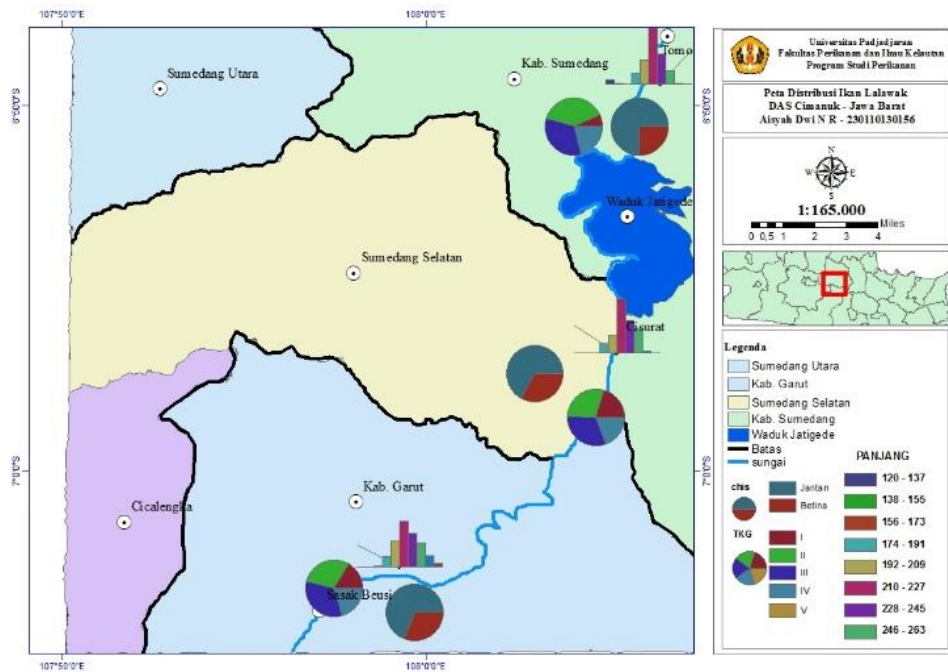 107°50'0"E
108°0'0"E
Universitas Padjadjaran
Fakultas Perikanan dan Ilmu Kelautan
Program Studi Perikanan
Peta Distribusi Ikan Lalawak
DAS Cimanuk - Jawa Barat
Aisyah Dwi N R - 230110130156
N
W E
S
1:165.000
Miles
0 0,5 1 2 3 4
Sumedang Utara
Kab. Sumedang
Tomo
Waduk Jatigede
Sumedang Selatan
Cisurat
Kab. Garut
Cicalengka
Sasak Beusi
7°0'0"S
7°0'0"S
107°50'0"E
108°0'0"E
Legenda
Sumedang Utara
Kab. Garut
Sumedang Selatan
Kab. Sumedang
Waduk Jatigede
Batas
sungai
chis
Jantan
Betina
TKG
I
II
III
IV
V
PANJANG
120 - 137
138 - 155
156 - 173
174 - 191
192 - 209
210 - 227
228 - 245
246 - 263